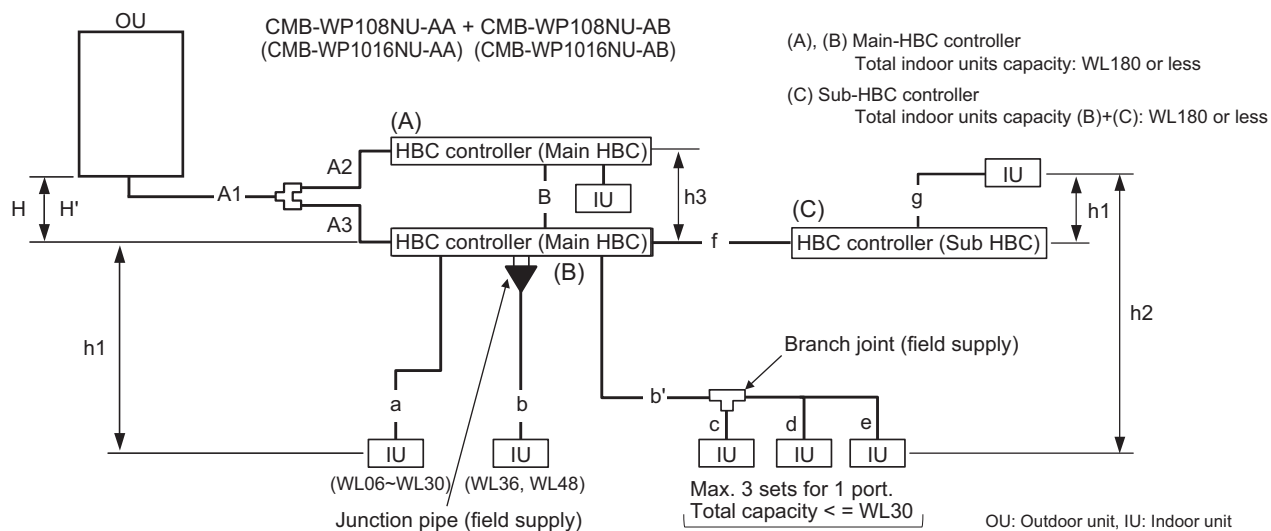 OU
CMB-WP108NU-AA + CMB-WP108NU-AB
(CMB-WP1016NU-AA) (CMB-WP1016NU-AB)
(A), (B) Main-HBC controller
Total indoor units capacity: WL180 or less
(C) Sub-HBC controller
Total indoor units capacity (B)+(C): WL180 or less
(A)
HBC controller (Main HBC)
A2
A1
A3
H
H'
B
IU
h3
IU
g
h1
(C)
HBC controller (Main HBC)
f
HBC controller (Sub HBC)
(B)
h1
h2
Branch joint (field supply)
a
b
b'
c
d
e
IU
IU
IU
IU
IU
(WL06~WL30)
(WL36, WL48)
Max. 3 sets for 1 port.
Total capacity < = WL30
Junction pipe (field supply)
OU: Outdoor unit, IU: Indoor unit